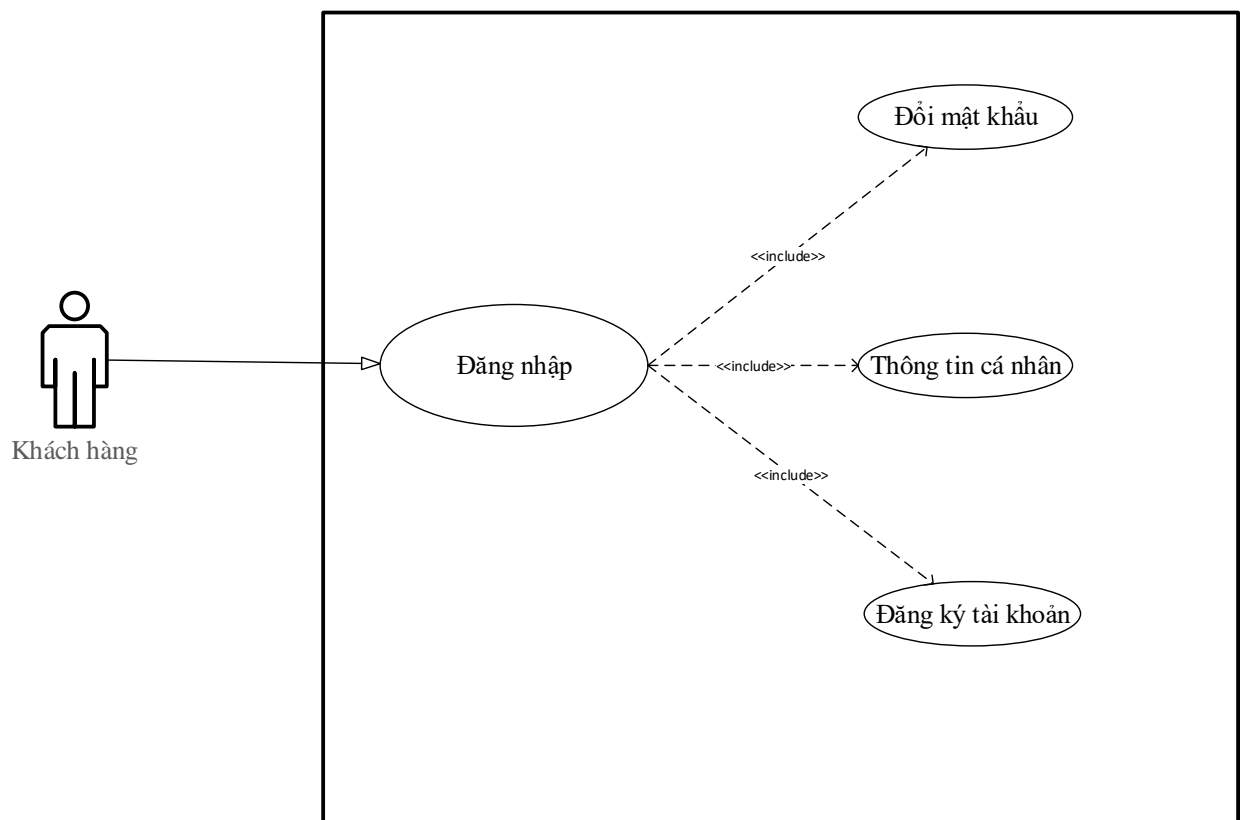 Đổi mật khẩu
<<include>>
Đăng nhập
<<include>>
Thông tin cá nhân
Khách hàng
<<include>>
Đăng ký tài khoản